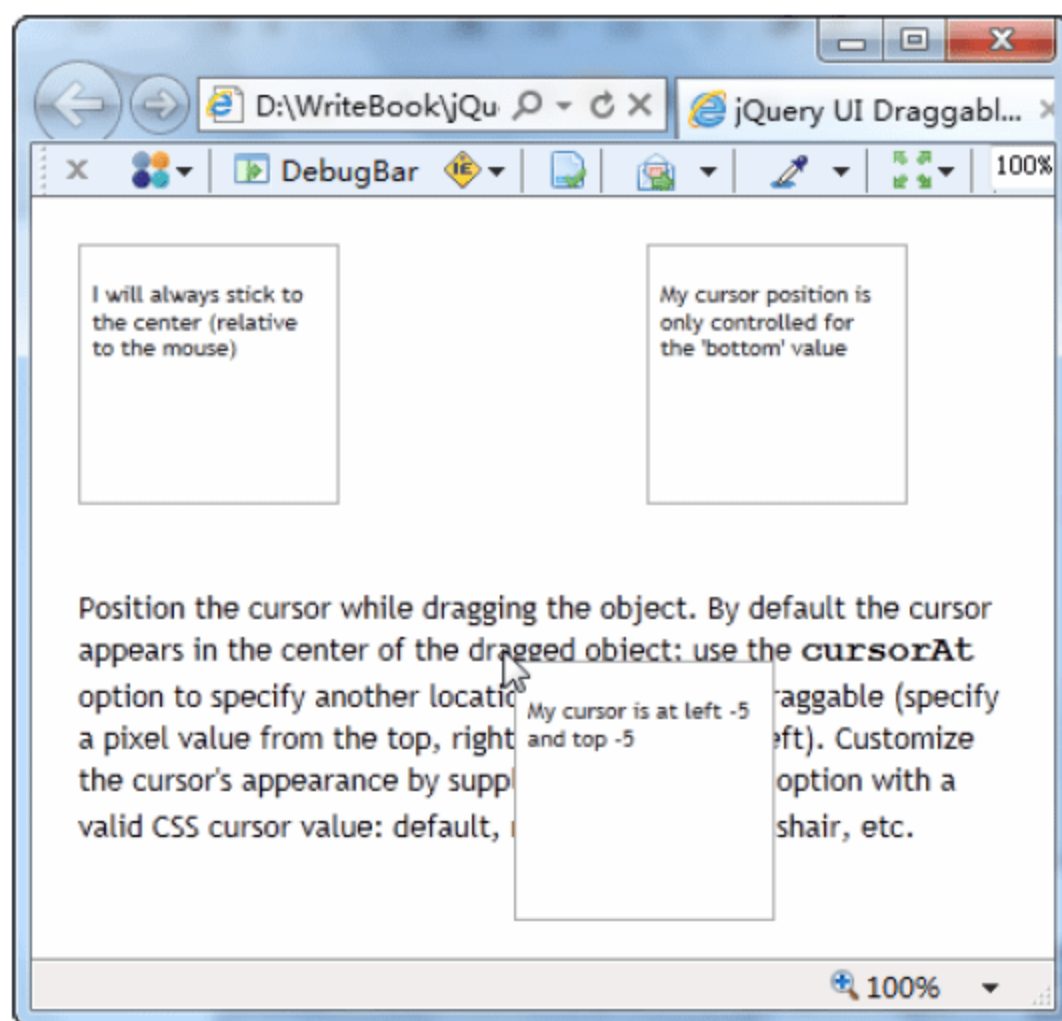 D:\WriteBook\jQu
jQuery UI Draggabl...
DebugBar
IE
100%
I will always stick to
the center (relative
to the mouse)
My cursor position is
only controlled for
the 'bottom' value
Position the cursor while dragging the object. By default the cursor
appears in the center of the dragged object; use the cursorAt
option to specify another locatio raggable (specify
a pixel value from the top, right eft). Customize
the cursor's appearance by suppl option with a
valid CSS cursor value: default, shair, etc.
My cursor is at left -5
and top -5
100%